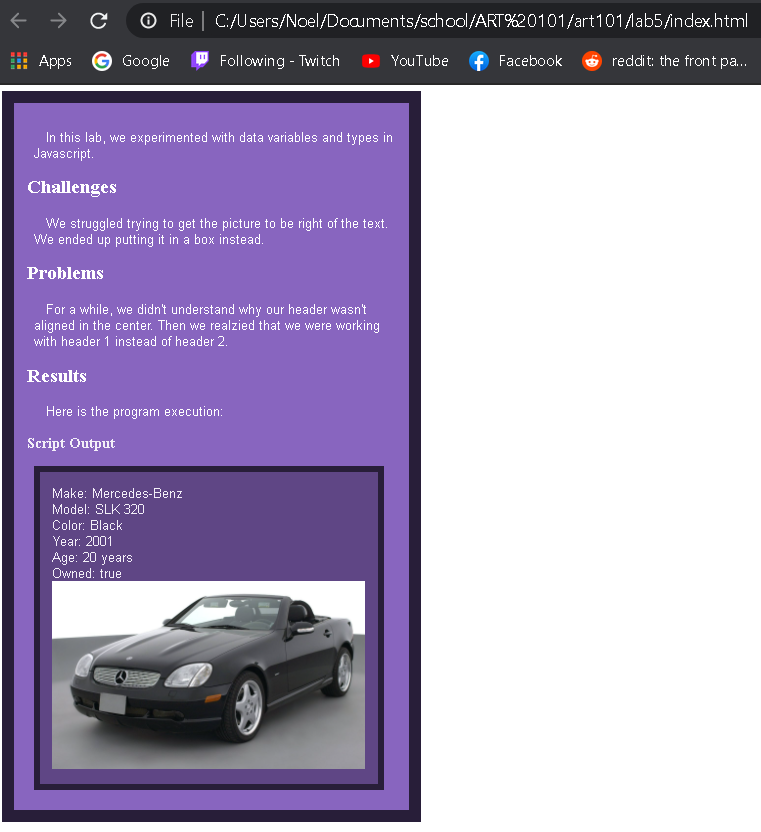 File | C:/Users/Noel/Documents/school/ART%20101/art101/lab5/index.html
Apps Google Following - Twitch YouTube Facebook reddit: the front pa...
In this lab, we experimented with data variables and types in
Javascript.
Challenges
We struggled trying to get the picture to be right of the text.
We ended up putting it in a box instead.
Problems
For a while, we didn't understand why our header wasn't
aligned in the center. Then we realzied that we were working
with header 1 instead of header 2.
Results
Here is the program execution:
Script Output
Make: Mercedes-Benz
Model: SLK 320
Color: Black
Year: 2001
Age: 20 years
Owned: true